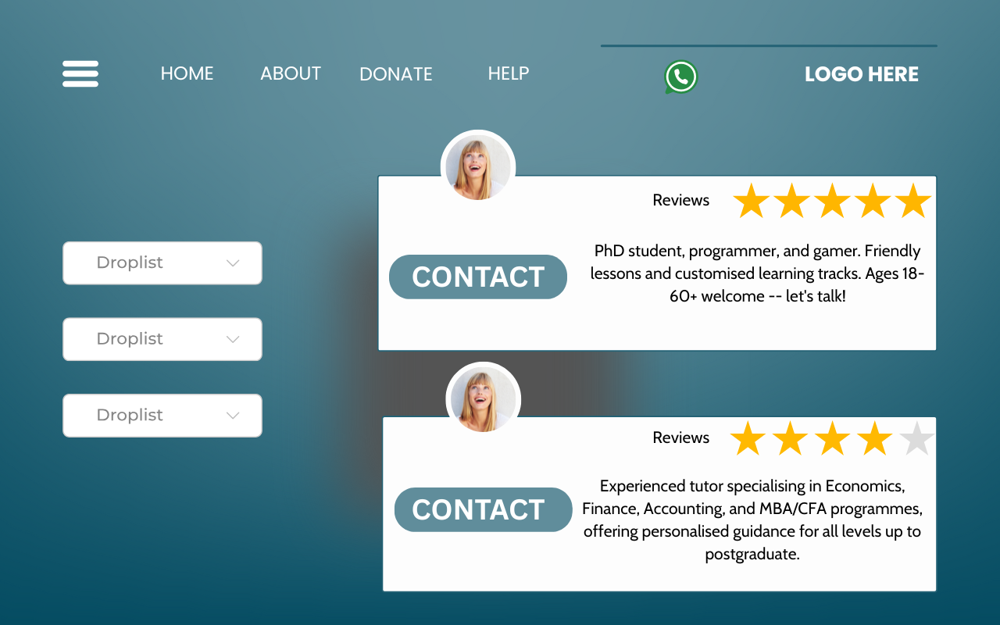 HOME ABOUT DONATE HELP LOGO HERE
Reviews
Droplist
PhD student, programmer, and gamer. Friendly
lessons and customised learning tracks. Ages 18-
60+ welcome -- let's talk!
CONTACT
Droplist
Droplist
Reviews
CONTACT
Experienced tutor specialising in Economics,
Finance, Accounting, and MBA/CFA programmes,
offering personalised guidance for all levels up to
postgraduate.